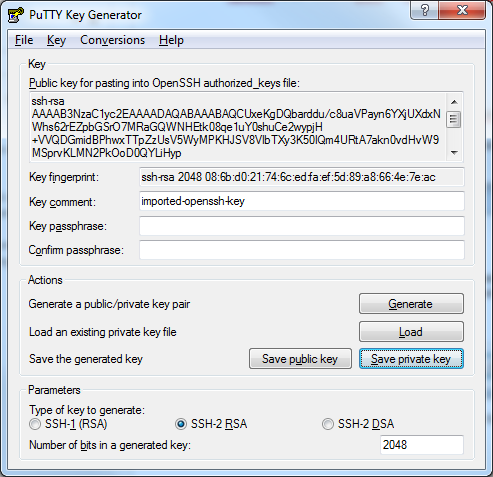 PuTTY Key Generator
File Key Conversions Help
Key
Public key for pasting into OpenSSH authorized_keys file:
ssh-rsa
AAAAB3NzaC1yc2EAAAADAQABAAABAQCUxeKgDQbarddu/c8uaVPayn6YXjUXdxN
Whs62rEZpbGSrO7MRaGQWNHEtk08qe1uY0shuCe2wypjH
+VVQDGmidBPhwxTTpZzUsV5WyMPKHJSV8VlbTXy3K50lQm4URtA7akn0vdHvW9
MSprvKLMN2PkOoD0QYLiHyp
Key fingerprint: ssh-rsa 2048 08:6b:d0:21:74:6c:ed:fa:ef:5d:89:a8:66:4e:7e:ac
Key comment: imported-openssh-key
Key passphrase:
Confirm passphrase:
Actions
Generate a public/private key pair Generate
Load an existing private key file Load
Save the generated key Save public key Save private key
Parameters
Type of key to generate:
SSH-1 (RSA) SSH-2 RSA SSH-2 DSA
Number of bits in a generated key: 2048